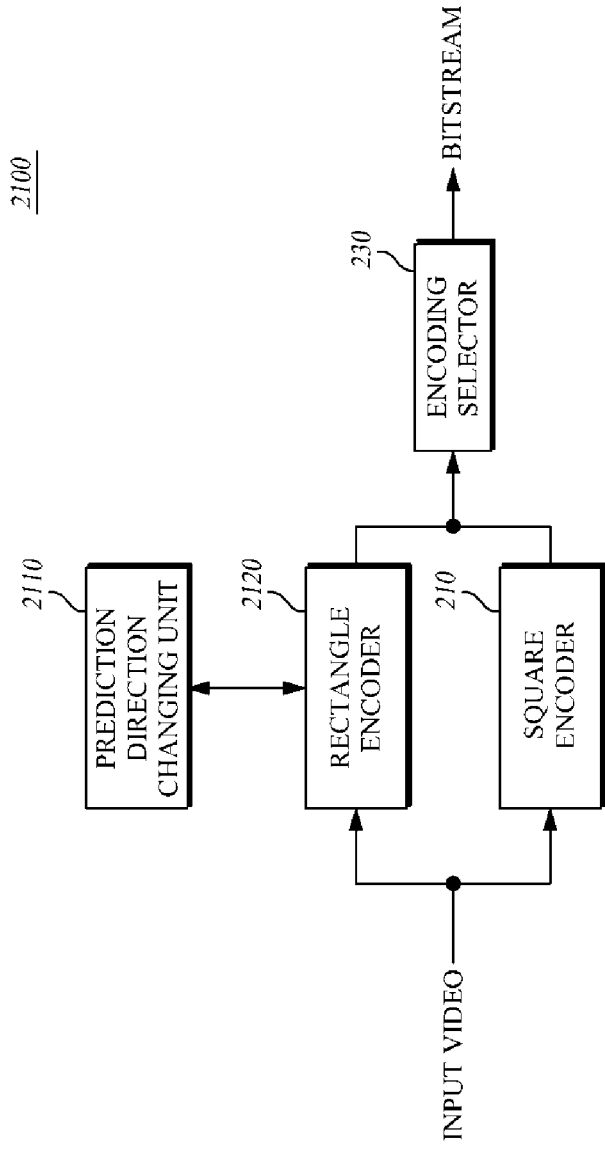 2100
2110
PREDICTION
DIRECTION
CHANGING UNIT
2120
RECTANGLE
ENCODER
230
ENCODING
SELECTOR
BITSTREAM
210
SQUARE
ENCODER
INPUT VIDEO